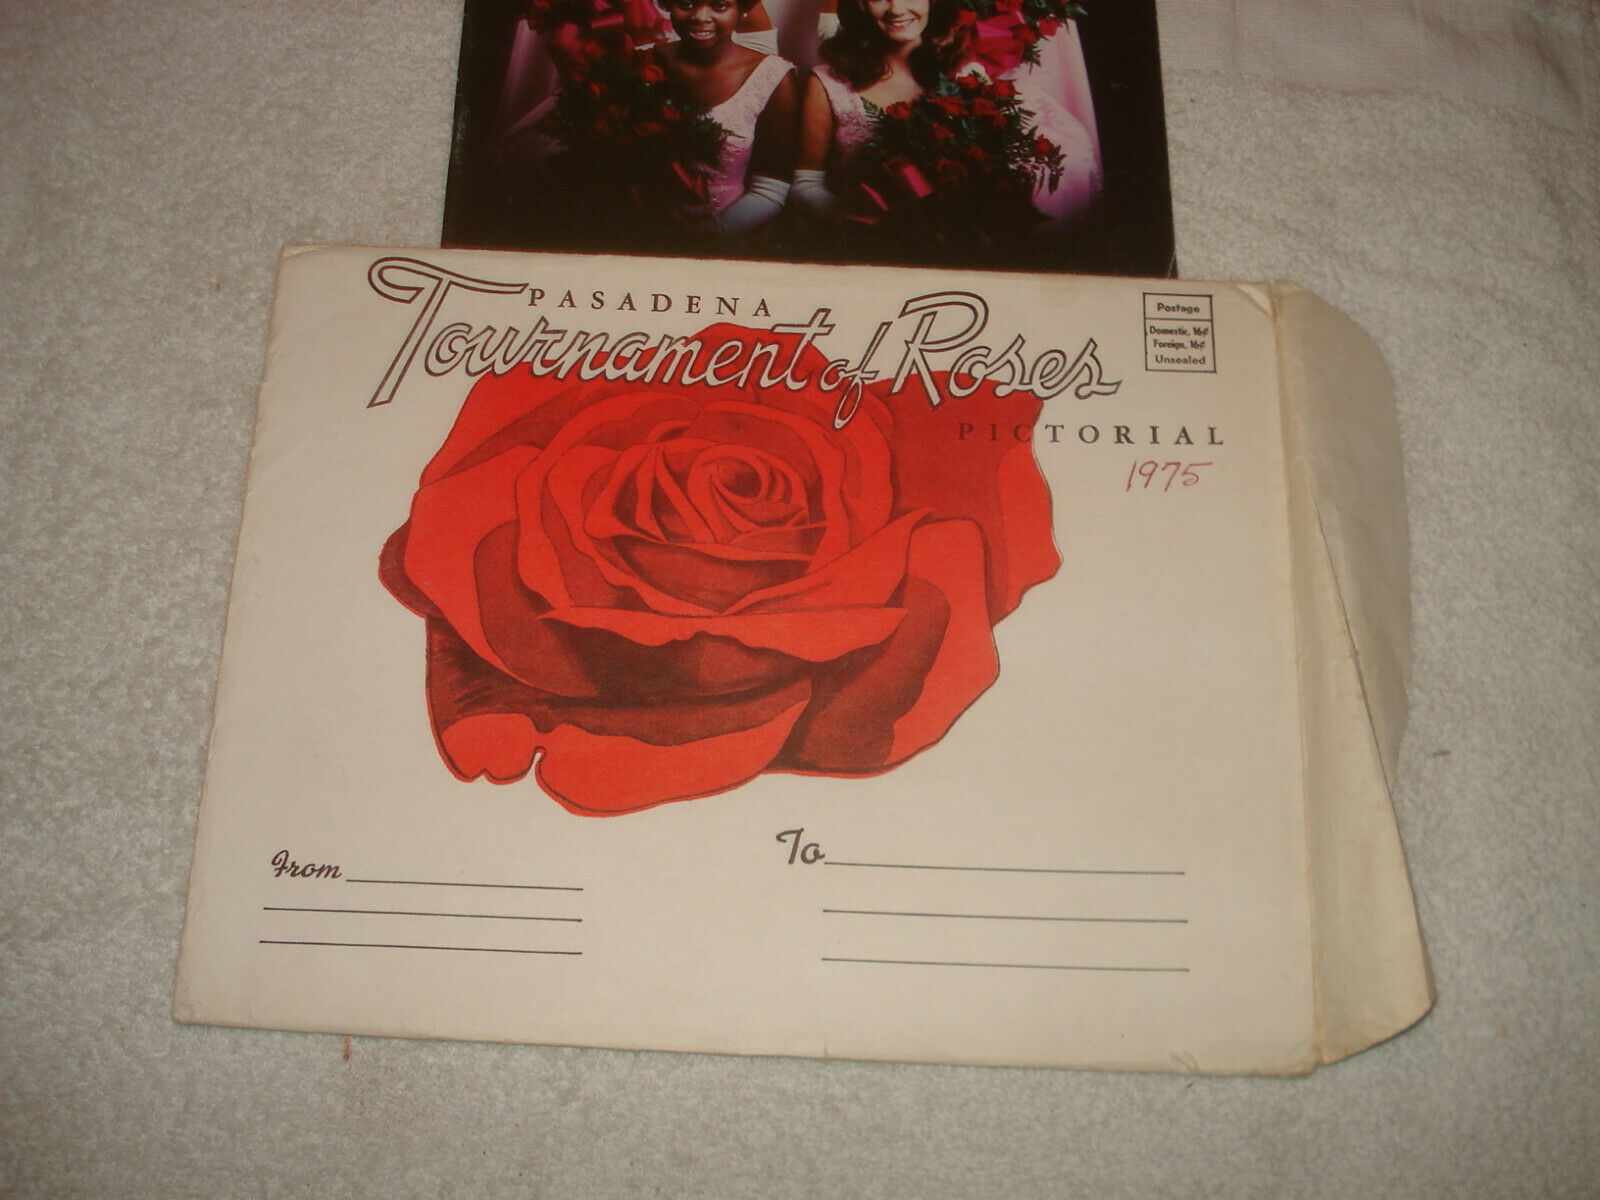 PASADENA
Tournament of Roses
PICTORIAL
1975
Postage
Domestic, 16¢
Foreign, 16¢
Unsealed
From
To